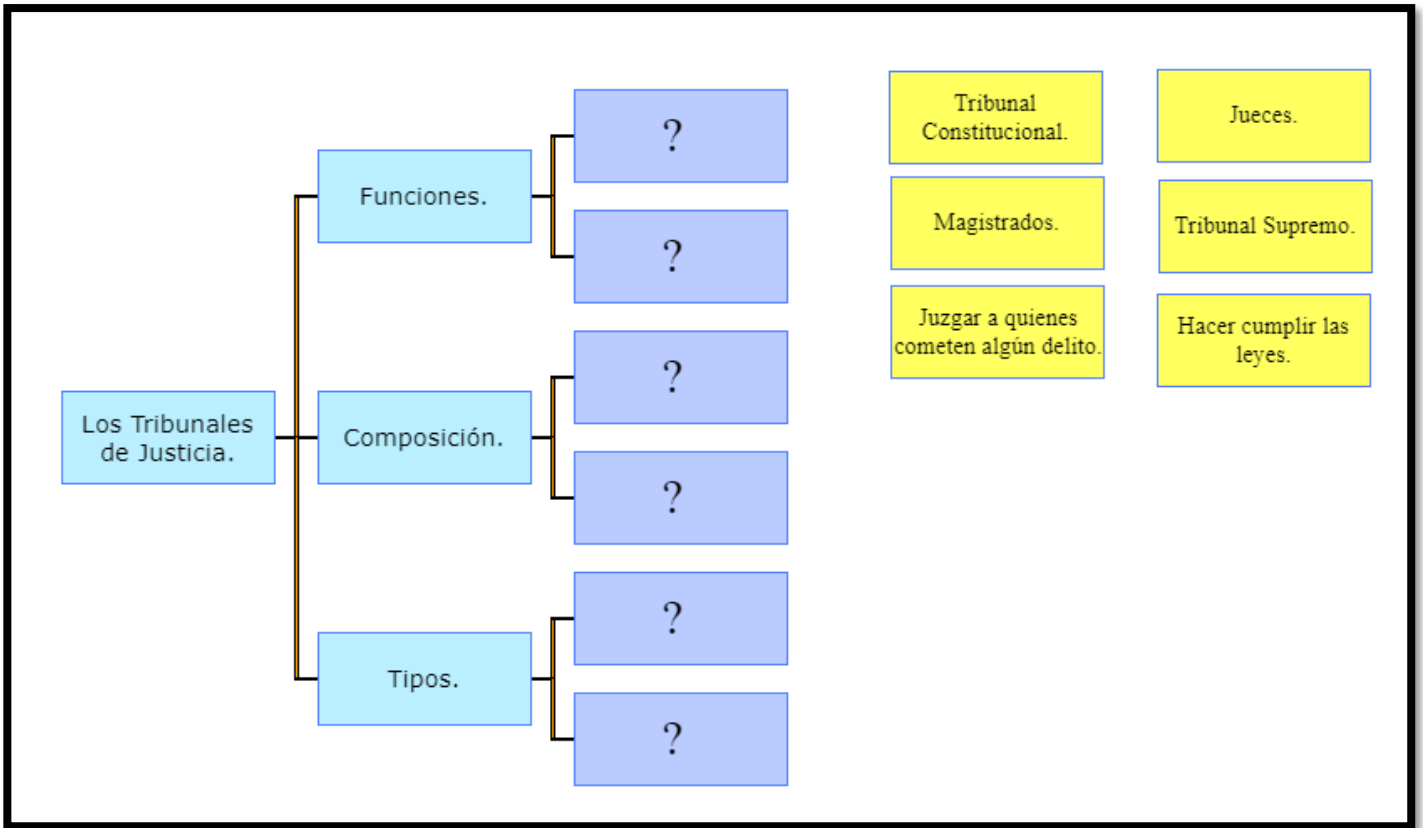 ?
Funciones.
?
?
Los Tribunales
de Justicia.
Composición.
?
?
Tipos.
?
Tribunal
Constitucional.
Jueces.
Magistrados.
Tribunal Supremo.
Juzgar a quienes
cometen algún delito.
Hacer cumplir las
leyes.